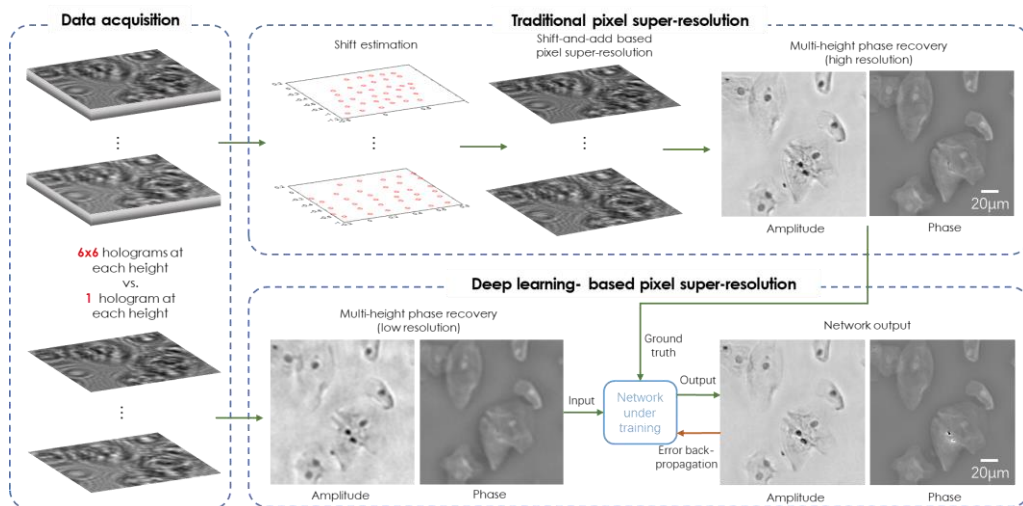 Data acquisition
6x6 holograms at
each height
vs.
1 hologram at
each height
Traditional pixel super-resolution
Shift estimation
Shift-and-add based
pixel super-resolution
Multi-height phase recovery
(high resolution)
20μm
Amplitude
Phase
Deep learning- based pixel super-resolution
Multi-height phase recovery
(low resolution)
Amplitude
Phase
Input
Ground
truth
Network
under
training
Output
Error back-
propagation
Network output
20μm
Amplitude
Phase